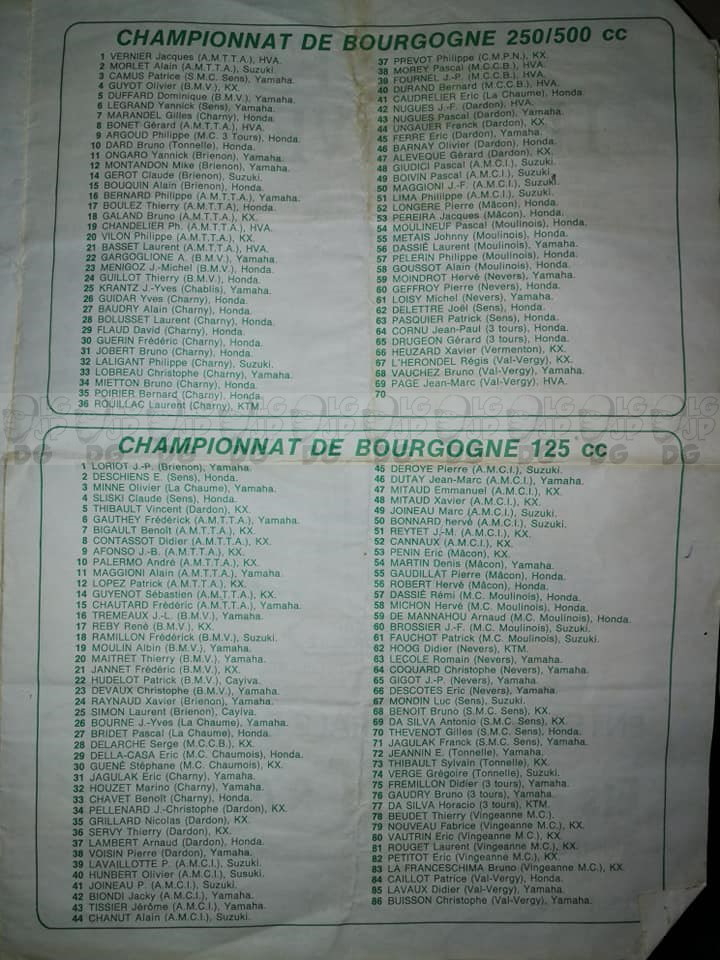 CHAMPIONNAT DE BOURGOGNE 250/500 cc
1 VERNIER Jacques (A.M.T.T.A.), HVA.
2 MORLET Alain (A.M.T.T.A.), Suzuki.
3 CAMUS Patrice (S.M.C. Sens), Yamaha.
4 GUYOT Olivier (B.M.V.), KX.
5 DUFFARD Dominique (B.M.V.), Yamaha.
6 LEGRAND Yannick (Sens), Yamaha.
7 MARANDEL Gilles (Charny), Honda.
8 BONET Gérard (A.M.T.T.A.), HVA.
9 ARGOUD Philippe (M.C. 3 Tours), Honda.
10 DARD Bruno (Tonnelle), Honda.
11 ONGARO Yannick (Brienon), Yamaha.
12 MONTANDON Mike (Brienon), Yamaha.
14 GEROT Claude (Brienon), Suzuki.
15 BOUQUIN Alain (Brienon), Honda.
16 BERNARD Philippe (A.M.T.T.A.), Yamaha.
17 BOULEZ Thierry (A.M.T.T.A.), Honda.
18 GALAND Bruno (A.M.T.T.A.), KX.
19 CHANDELIER Ph. (A.M.T.T.A.), HVA.
20 VILON Philippe (A.M.T.T.A.), KX.
21 BASSET Laurent (A.M.T.T.A.), HVA.
22 GARGOGLIONE A. (B.M.V.), Yamaha.
23 MENIGOZ J.-Michel (B.M.V.), Honda.
24 GUILLOT Thierry (B.M.V.), Honda.
25 KRANTZ J.-Yves (Chablis), Yamaha.
26 GUIDAR Yves (Charny), Honda.
27 BAUDRY Alain (Charny), Honda.
28 BOLUSSET Laurent (Charny), Honda.
29 FLAUD David (Charny), Honda.
30 GUERIN Frédéric (Charny), Honda.
31 JOBERT Bruno (Charny), Honda.
32 LALIGANT Philippe (Charny), Suzuki.
33 LOBREAU Christophe (Charny), Yamaha.
34 MIETTON Bruno (Charny), Honda.
35 POIRIER Bernard (Charny), Honda.
36 ROUILLAC Laurent (Charny), KTM.
37 PREVOT Philippe (C.M.P.N.), KX.
38 MOREY Pascal (M.C.C.B.), HVA.
39 FOURNEL J.-P. (M.C.C.B.), HVA.
40 DURAND Bernard (M.C.C.B.), HVA.
41 CAUDRELIER Eric (La Chaume), Honda.
42 NUGUES J.-F. (Dardon), HVA.
43 NUGUES Pascal (Dardon), Yamaha.
44 UNGAUER Franck (Dardon), KX.
45 FERRE Eric (Dardon), Yamaha.
46 BARNAY Olivier (Dardon), Honda.
47 ALEVEQUE Gérard (Dardon), KX.
48 GIUDICI Pascal (A.M.C.I.), Suzuki.
49 BOIVIN Pascal (A.M.C.I.), Suzuki.
50 MAGGIONI J.-F. (A.M.C.I.), Suzuki.
51 LIMA Phillippe (A.M.C.I.), Suzuki.
52 LONGERE Pierre (Mâcon), Honda.
53 PEREIRA Jacques (Mâcon), Honda.
54 MOULINEUF Pascal (Moulinois), Honda.
55 METAIS Johnny (Moulinois), Honda.
56 DASSIÉ Laurent (Moulinois), Yamaha.
57 PELERIN Philippe (Moulinois), Honda.
58 GOUSSOT Alain (Moulinois), Honda.
59 MOINDROT Hervé (Nevers), Yamaha.
60 GEFFROY Pierre (Nevers), Honda.
61 LOISY Michel (Nevers), Yamaha.
62 DELETTRE Joël (Sens), Honda.
63 PASQUIER Patrick (Sens), Honda.
64 CORNU Jean-Paul (3 tours), Honda.
65 DRUGEON Gérard (3 tours), Honda.
66 HEUZARD Xavier (Vermenton), KX.
67 L'HERONDEL Régis (Val-Vergy), KX.
68 VAUCHEZ Bruno (Val-Vergy), Yamaha.
69 PAGE Jean-Marc (Val-Vergy), HVA.
70
CHAMPIONNAT DE BOURGOGNE 125 cc
1 LORIOT J.-P. (Brienon), Yamaha.
2 DESCHIENS E. (Sens), Honda.
3 MINNE Olivier (La Chaume), Yamaha.
4 SLISKI Claude (Sens), Honda.
5 THIBAULT Vincent (Dardon), KX.
6 GAUTHEY Frédérick (A.M.T.T.A.), Yamaha.
7 BIGAULT Benoît (A.M.T.T.A.), KX.
8 CONTASSOT Didier (A.M.T.T.A.), Yamaha.
9 AFONSO J.-B. (A.M.T.T.A.), KX.
10 PALERMO André (A.M.T.T.A.), KX.
11 MAGGIONI Alain (A.M.T.T.A.), Yamaha.
12 LOPEZ Patrick (A.M.T.T.A.), KX.
14 GUYENOT Sébastien (A.M.T.T.A.), KX.
15 CHAUTARD Frédéric (A.M.T.T.A.), Yamaha.
16 TREMEAUX J.-L. (B.M.V.), Yamaha.
17 REBY René (B.M.V.), KX.
18 RAMILLON Frédérick (B.M.V.), Suzuki.
19 MOULIN Albin (B.M.V.), Yamaha.
20 MAITRET Thierry (B.M.V.), Yamaha.
21 JANNET Frédéric (B.M.V.), KX.
22 HUDELOT Patrick (B.M.V.), Cayiva.
23 DEVAUX Christophe (B.M.V.), Yamaha.
24 RAYNAUD Xavier (Brienon), Yamaha.
25 SIMON Laurent (Brienon), Cayiva.
26 BOURNE J.-Yves (La Chaume), Yamaha.
27 BRIDET Pascal (La Chaume), Honda.
28 DELARCHE Serge (M.C.C.B.), KX.
29 DELLA-CASA Eric (M.C. Chaumois), Honda.
30 GUENÉ Stéphane (M.C. Chaumois), KX.
31 JAGULAK Eric (Charny), Yamaha.
32 HOUZET Marino (Charny), Yamaha.
33 CHAVET Benoît (Charny), Honda.
34 PELLENARD J.-Christophe (Dardon), KX.
35 GRILLARD Nicolas (Dardon), KX.
36 SERVY Thierry (Dardon), KX.
37 LAMBERT Arnaud (Dardon), Honda.
38 VOISIN Pierre (Dardon), Yamaha.
39 LAVAILLOTTE P. (A.M.C.I.), Suzuki.
40 HUNBERT Olivier (A.M.C.I.), Susuki.
41 JOINEAU P. (A.M.C.I.), Suzuki.
42 BIONDI Jacky (A.M.C.I.), Yamaha.
43 TISSIER Jérôme (A.M.C.I.), Yamaha.
44 CHANUT Alain (A.M.C.I.), Suzuki.
45 DEROYE Pierre (A.M.C.I.), Suzuki.
46 DUTAY Jean-Marc (A.M.C.I.), Yamaha.
47 MITAUD Emmanuel (A.M.C.I.), KX.
48 MITAUD Xavier (A.M.C.I.), KX.
49 JOINEAU Marc (A.M.C.I.), Suzuki.
50 BONNARD hervé (A.M.C.I.), Suzuki.
51 REYTET J.-M. (A.M.C.I.), KX.
52 CANNAUX (A.M.C.I.), KX.
53 PENIN Eric (Mâcon), KX.
54 MARTIN Denis (Mâcon), Yamaha.
55 GAUDILLAT Pierre (Mâcon), Honda.
56 ROBERT Hervé (Mâcon), Honda.
57 DASSIÉ Rémi (M.C. Moulinois), KX.
58 MICHON Hervé (M.C. Moulinois), Honda.
59 DE MANNAHOU Arnaud (M.C. Moulinois), Honda.
60 BROSSIER J.-F. (M.C. Moulinois), Suzuki.
61 FAUCHOT Patrick (M.C. Moulinois), Suzuki.
62 HOOG Didier (Nevers), KTM.
63 LECOLE Romain (Nevers), Yamaha.
64 COQUARD Christophe (Nevers), Yamaha.
65 GIGOT J.-P. (Nevers), Yamaha.
66 DESCOTES Eric (Nevers), Yamaha.
67 MONDIN Luc (Sens), Suzuki.
68 BENOIT Bruno (S.M.C. Sens), KX.
69 DA SILVA Antonio (S.M.C. Sens), KX.
70 THEVENOT Gilles (S.M.C. Sens), Honda.
71 JAGULAK Franck (S.M.C. Sens), Yamaha.
72 JEANNIN E. (Tonnelle), Yamaha.
73 THIBAULT Sylvain (Tonnelle), KX.
74 VERGE Grégoire (Tonnelle), Suzuki.
75 FREMILLON Didier (3 tours), Yamaha.
76 GAUDRY Bruno (3 tours), Yamaha.
77 DA SILVA Horacio (3 tours), KTM.
78 BEUDET Thierry (Vingeanne M.C.).
79 NOUVEAU Fabrice (Vingeanne M.C.), KX.
80 VAUTRIN Eric (Vingeanne M.C.), KX.
81 ROUGET Laurent (Vingeanne M.C.), KX.
82 PETITOT Eric (Vingeanne M.C.), KX.
83 LA FRANCESCHIMA Bruno (Vingeanne M.C.), KX.
84 CAILLOT Patrice (Val-Vergy), Honda.
85 LAVAUX Didier (Val-Vergy), Yamaha.
86 BUISSON Christophe (Val-Vergy), Yamaha.